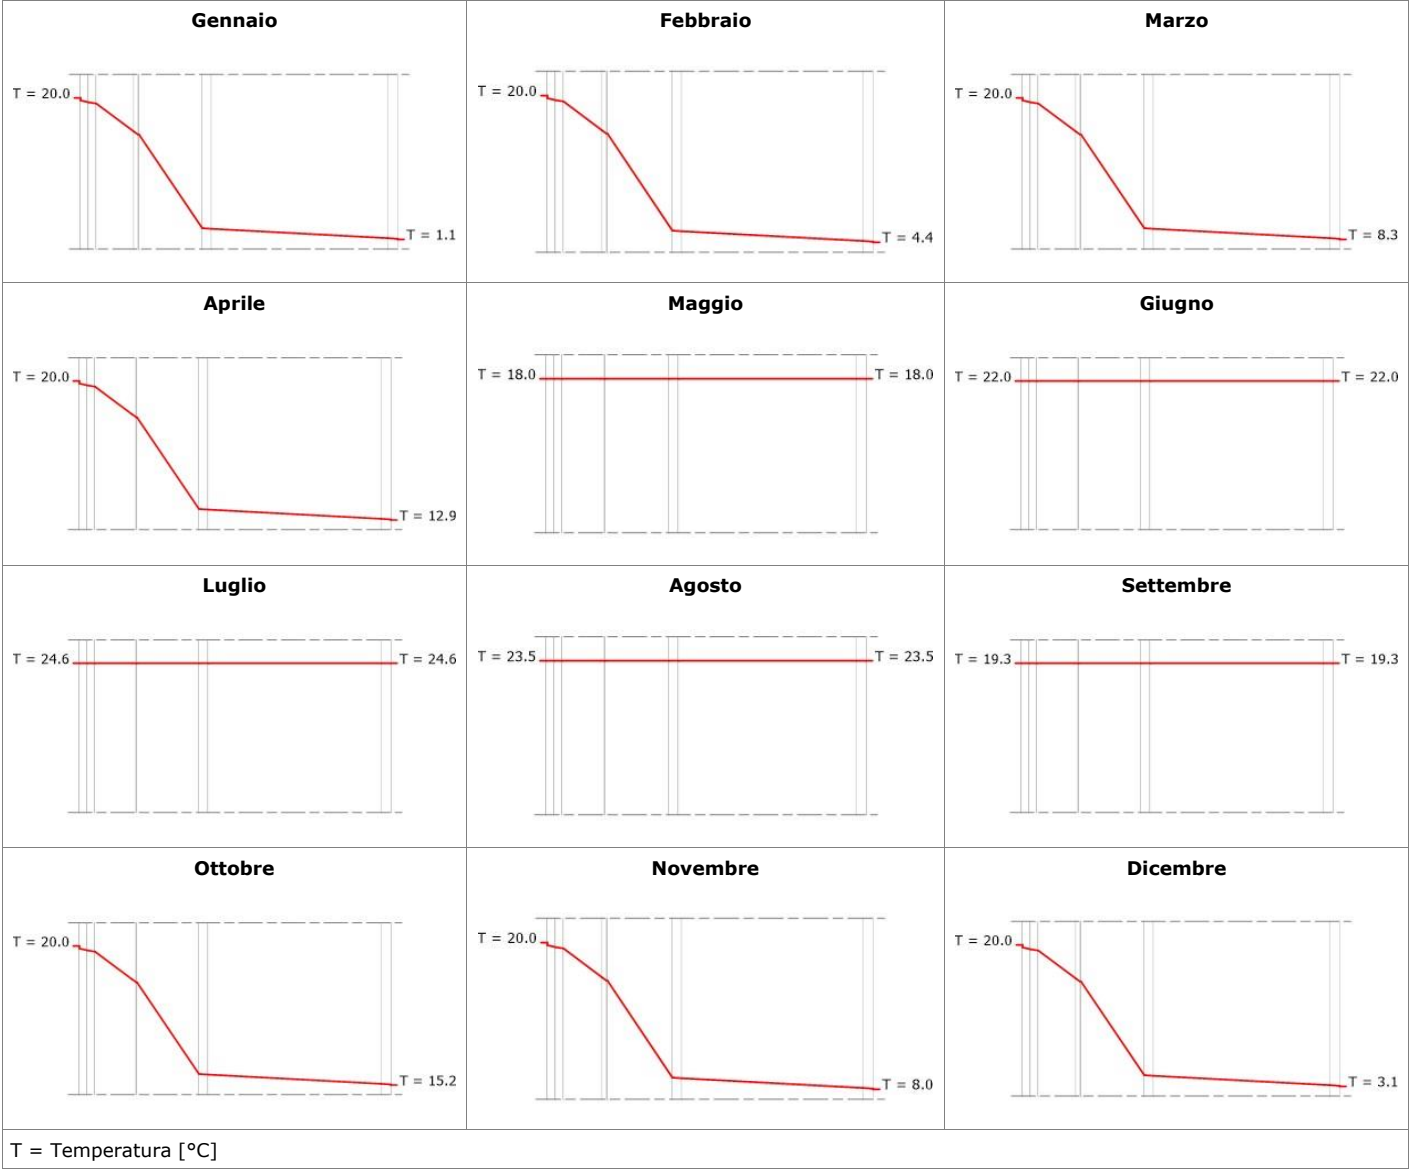 Gennaio Febbraio Marzo
T = 20.0 T = 1.1 T = 20.0 T = 4.4 T = 20.0 T = 8.3
Aprile Maggio Giugno
T = 20.0 T = 12.9 T = 18.0 T = 18.0 T = 22.0 T = 22.0
Luglio Agosto Settembre
T = 24.6 T = 24.6 T = 23.5 T = 23.5 T = 19.3 T = 19.3
Ottobre Novembre Dicembre
T = 20.0 T = 15.2 T = 20.0 T = 8.0 T = 20.0 T = 3.1
T = Temperatura [°C]